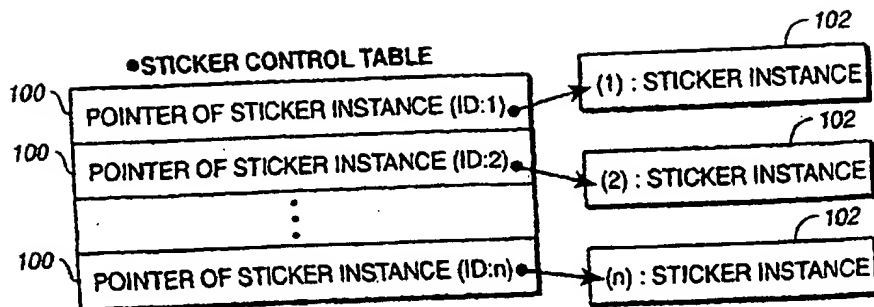 102
•STICKER CONTROL TABLE
100 POINTER OF STICKER INSTANCE (ID:1) (1) : STICKER INSTANCE
102
100 POINTER OF STICKER INSTANCE (ID:2) (2) : STICKER INSTANCE
102
100 POINTER OF STICKER INSTANCE (ID:n) (n) : STICKER INSTANCE